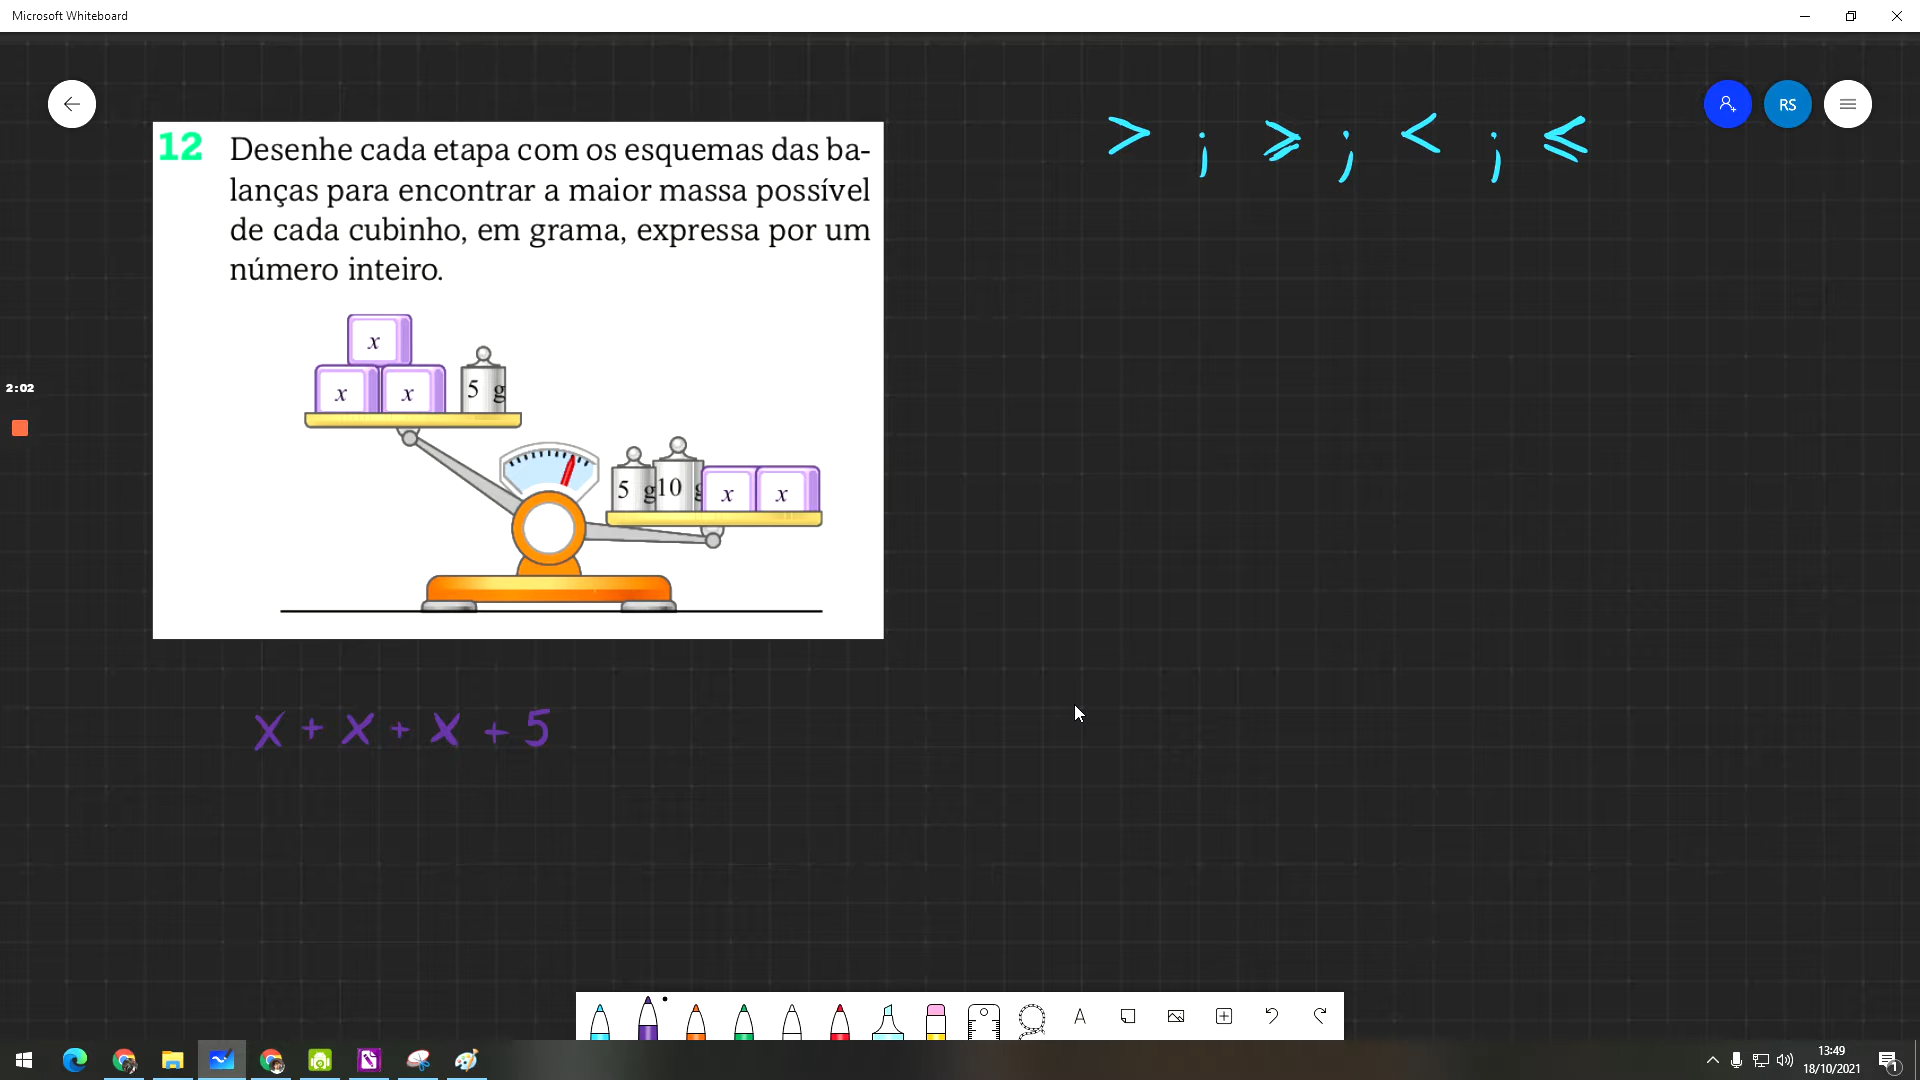 Microsoft Whiteboard
RS
12 Desenhe cada etapa com os esquemas das ba-
lanças para encontrar a maior massa possível
de cada cubinho, em grama, expressa por um
número inteiro.
> ; ⩾ ; < ; ⩽
x
x x 5 g
5 g 10 g x x
2:02
x + x + x + 5
A
13:49
18/10/2021
1